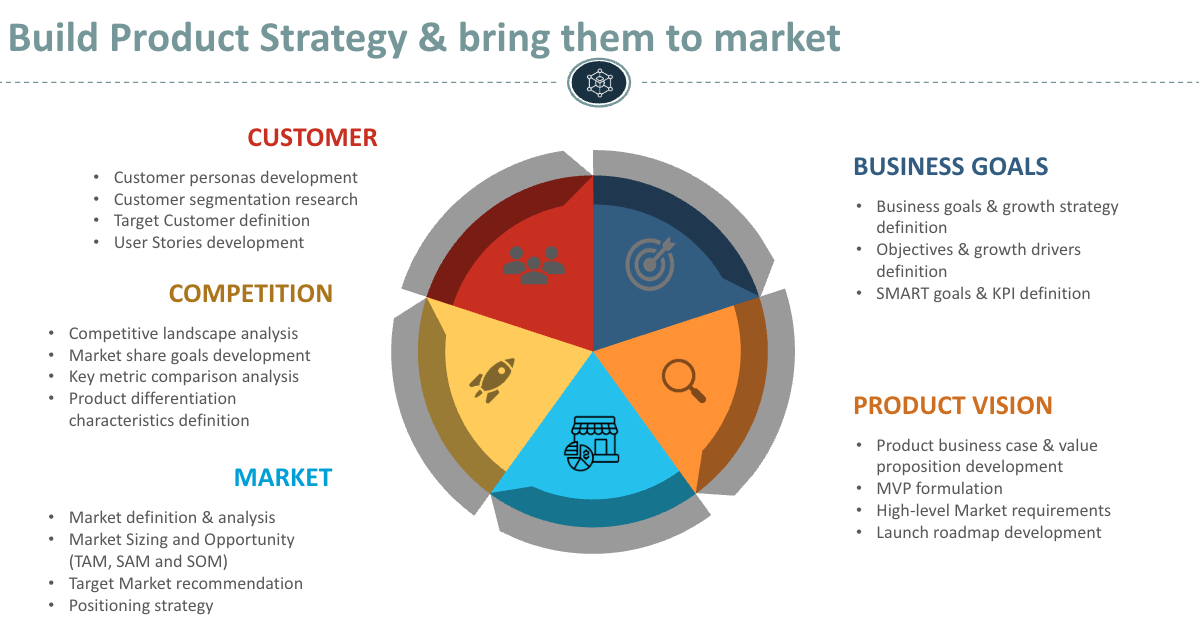 Build Product Strategy & bring them to market
CUSTOMER
• Customer personas development
• Customer segmentation research
• Target Customer definition
• User Stories development
COMPETITION
• Competitive landscape analysis
• Market share goals development
• Key metric comparison analysis
• Product differentiation
characteristics definition
MARKET
• Market definition & analysis
• Market Sizing and Opportunity
(TAM, SAM and SOM)
• Target Market recommendation
• Positioning strategy
BUSINESS GOALS
• Business goals & growth strategy
definition
• Objectives & growth drivers
definition
• SMART goals & KPI definition
PRODUCT VISION
• Product business case & value
proposition development
• MVP formulation
• High-level Market requirements
• Launch roadmap development